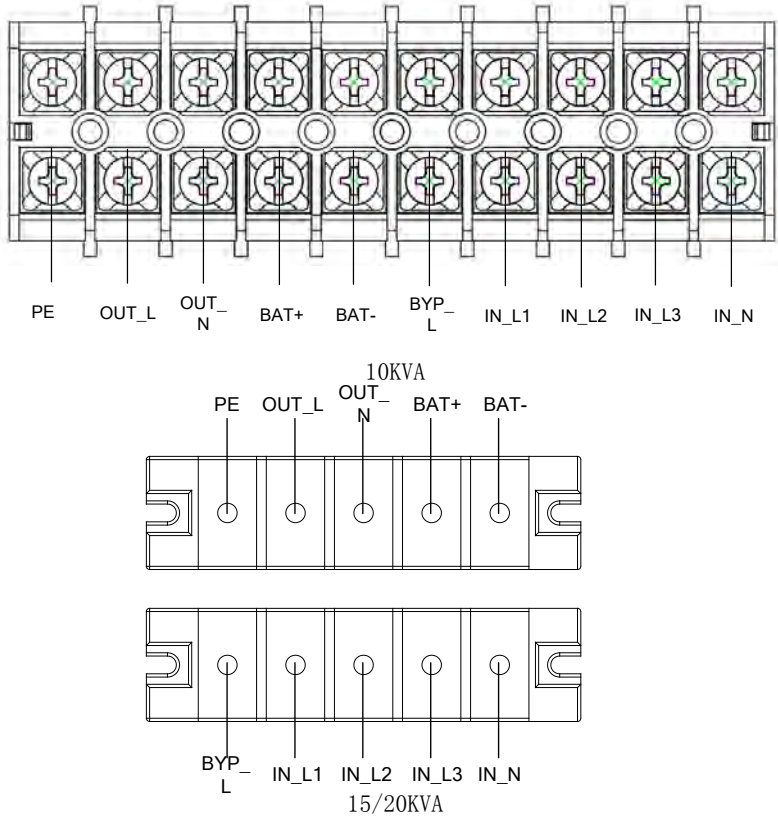 PE OUT_L OUT_ BAT+ BAT- BYP_ IN_L1 IN_L2 IN_L3 IN_N
N L
10KVA
PE OUT_L OUT_ BAT+ BAT-
N
BYP_ IN_L1 IN_L2 IN_L3 IN_N
L
15/20KVA